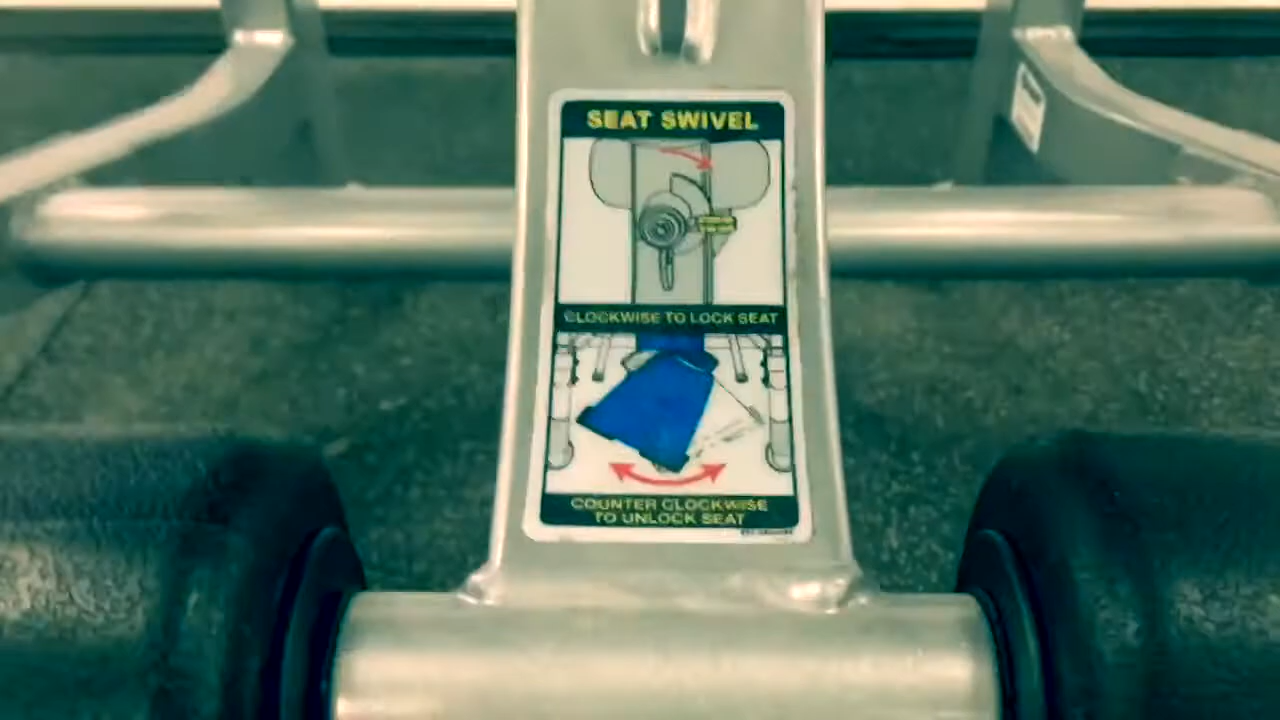 SEAT SWIVEL
CLOCKWISE TO LOCK SEAT
COUNTER CLOCKWISE
TO UNLOCK SEAT